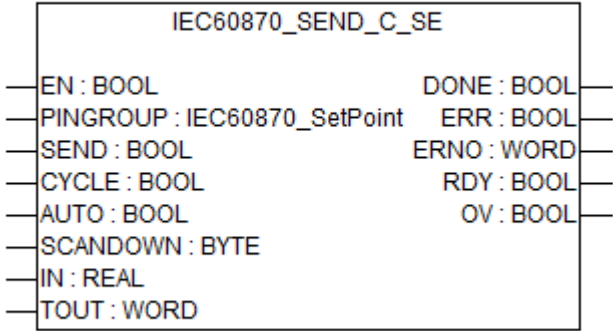 IEC60870_SEND_C_SE
EN : BOOL DONE : BOOL
PINGROUP : IEC60870_SetPoint ERR : BOOL
SEND : BOOL ERNO : WORD
CYCLE : BOOL RDY : BOOL
AUTO : BOOL OV : BOOL
SCANDOWN : BYTE
IN : REAL
TOUT : WORD